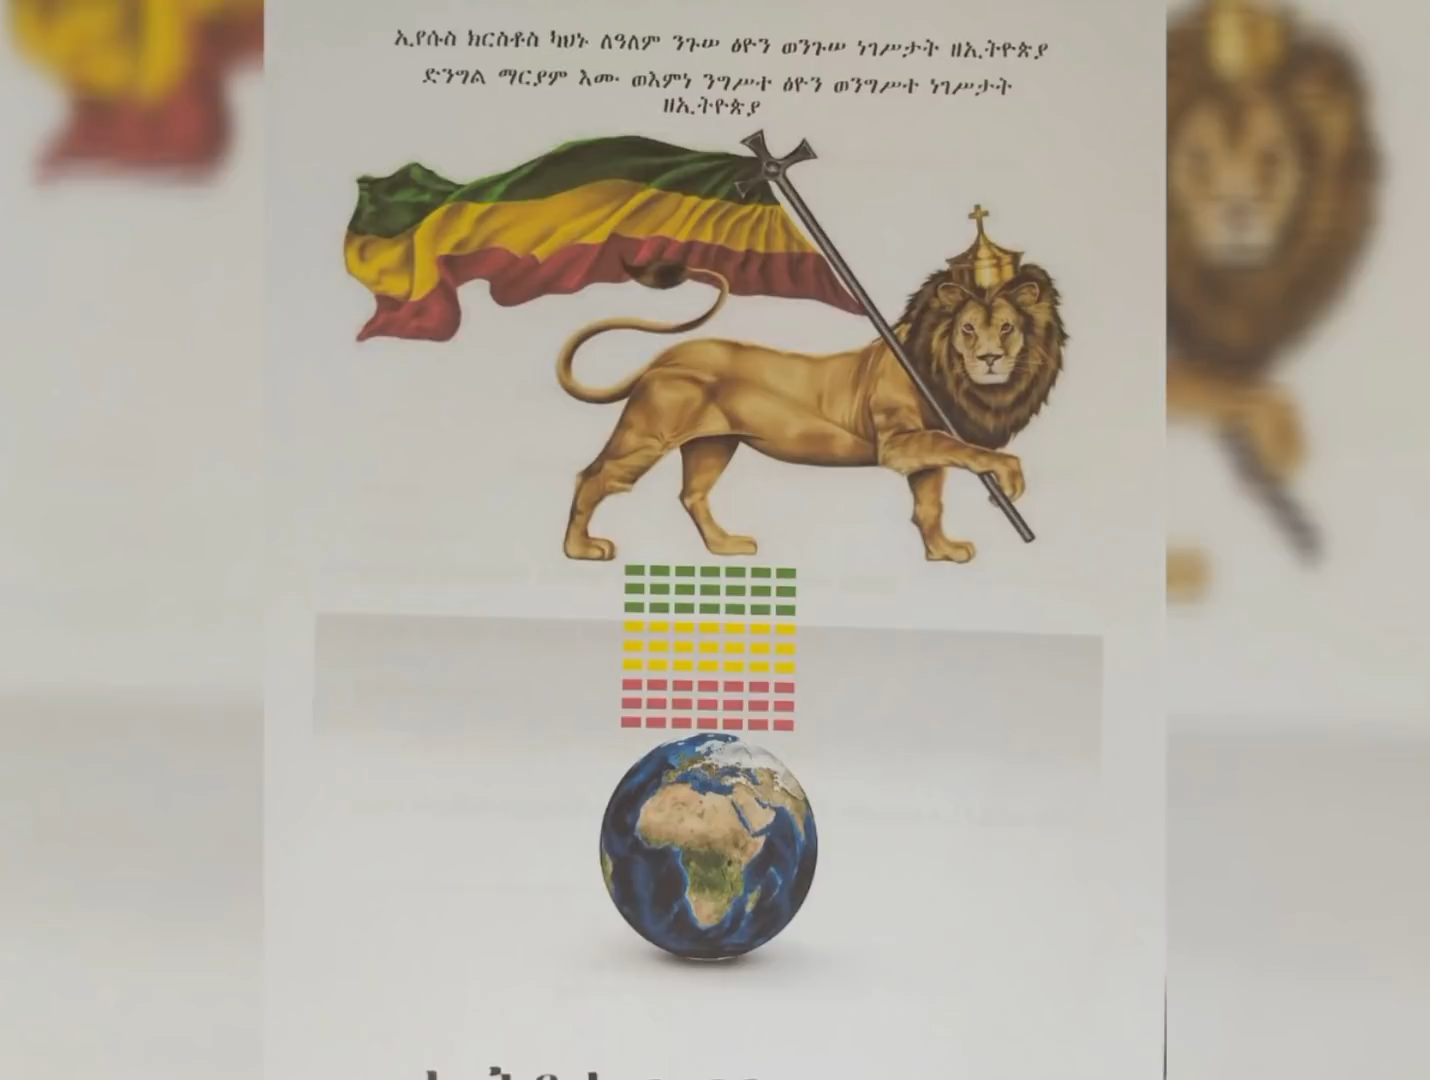 ኢየሱስ ክርስቶስ ካህኑ ለዓለም ንጉሠ ፅዮን ወንጉሠ ነገሥታት ዘኢትዮጵያ
ድንግል ማርያም እሙ ወእምነ ንግሥተ ፅዮን ወንግሥተ ነገሥታት
ዘኢትዮጵያ